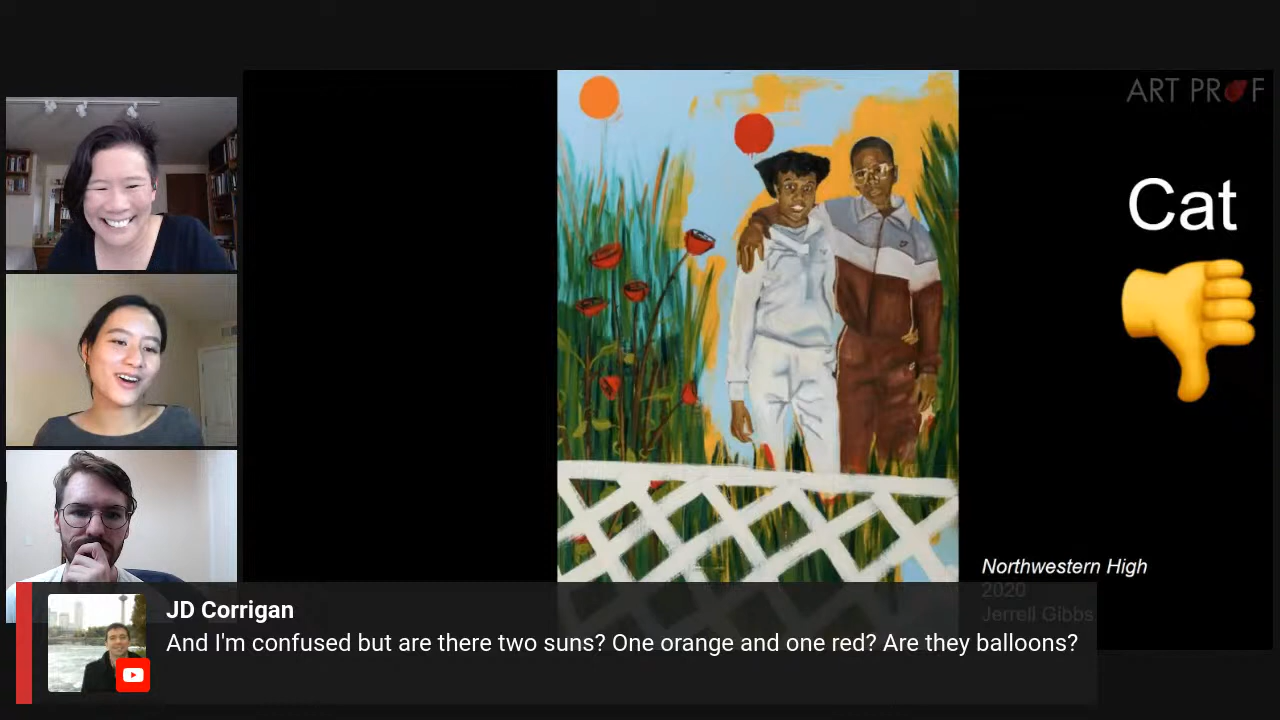 ART PROF
Cat
Northwestern High
2020
Jerrell Gibbs
JD Corrigan
And I'm confused but are there two suns? One orange and one red? Are they balloons?